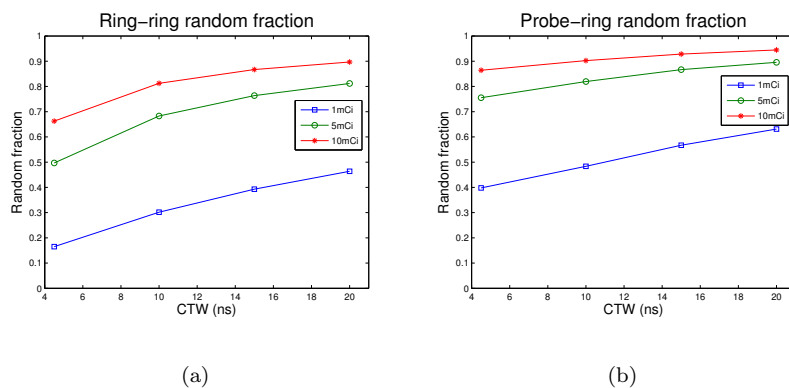 Ring−ring random fraction
1
0.9
0.8
0.7
0.6
0.5
0.4
0.3
0.2
0.1
0
Random fraction
4 6 8 10 12 14 16 18 20
CTW (ns)
1mCi
5mCi
10mCi
(a)
Probe−ring random fraction
1
0.9
0.8
0.7
0.6
0.5
0.4
0.3
0.2
0.1
0
Random fraction
4 6 8 10 12 14 16 18 20
CTW (ns)
1mCi
5mCi
10mCi
(b)